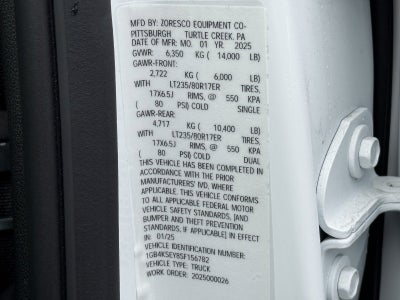 MFD BY: ZORESCO EQUIPMENT CO-
PITTSBURGH TURTLE CREEK, PA
DATE OF MFR: MO. 01 YR. 2025
GVWR: 6,350 KG ( 14,000 LB)
GAWR-FRONT:
2,722 KG ( 6,000 LB)
WITH LT235/80R17ER TIRES,
17X6.5J RIMS, @ 550 KPA
( 80 PSI) COLD SINGLE
GAWR-REAR:
4,717 KG ( 10,400 LB)
WITH LT235/80R17ER TIRES,
17X6.5J RIMS, @ 550 KPA
( 80 PSI) COLD DUAL
THIS VEHICLE HAS BEEN COMPLETED IN
ACCORDANCE WITH THE PRIOR
MANUFACTURERS' IVD, WHERE
APPLICABLE. THIS VEHICLE CONFORMS
TO ALL APPLICABLE FEDERAL MOTOR
VEHICLE SAFETY STANDARDS, [AND
BUMPER AND THEFT PREVENTION
STANDARDS, IF APPLICABLE] IN EFFECT
IN: 01/25
VEHICLE IDENTIFICATION NUMBER:
1GB4KSEY8SF156782
VEHICLE TYPE: TRUCK
WORK ORDER: 2025000026